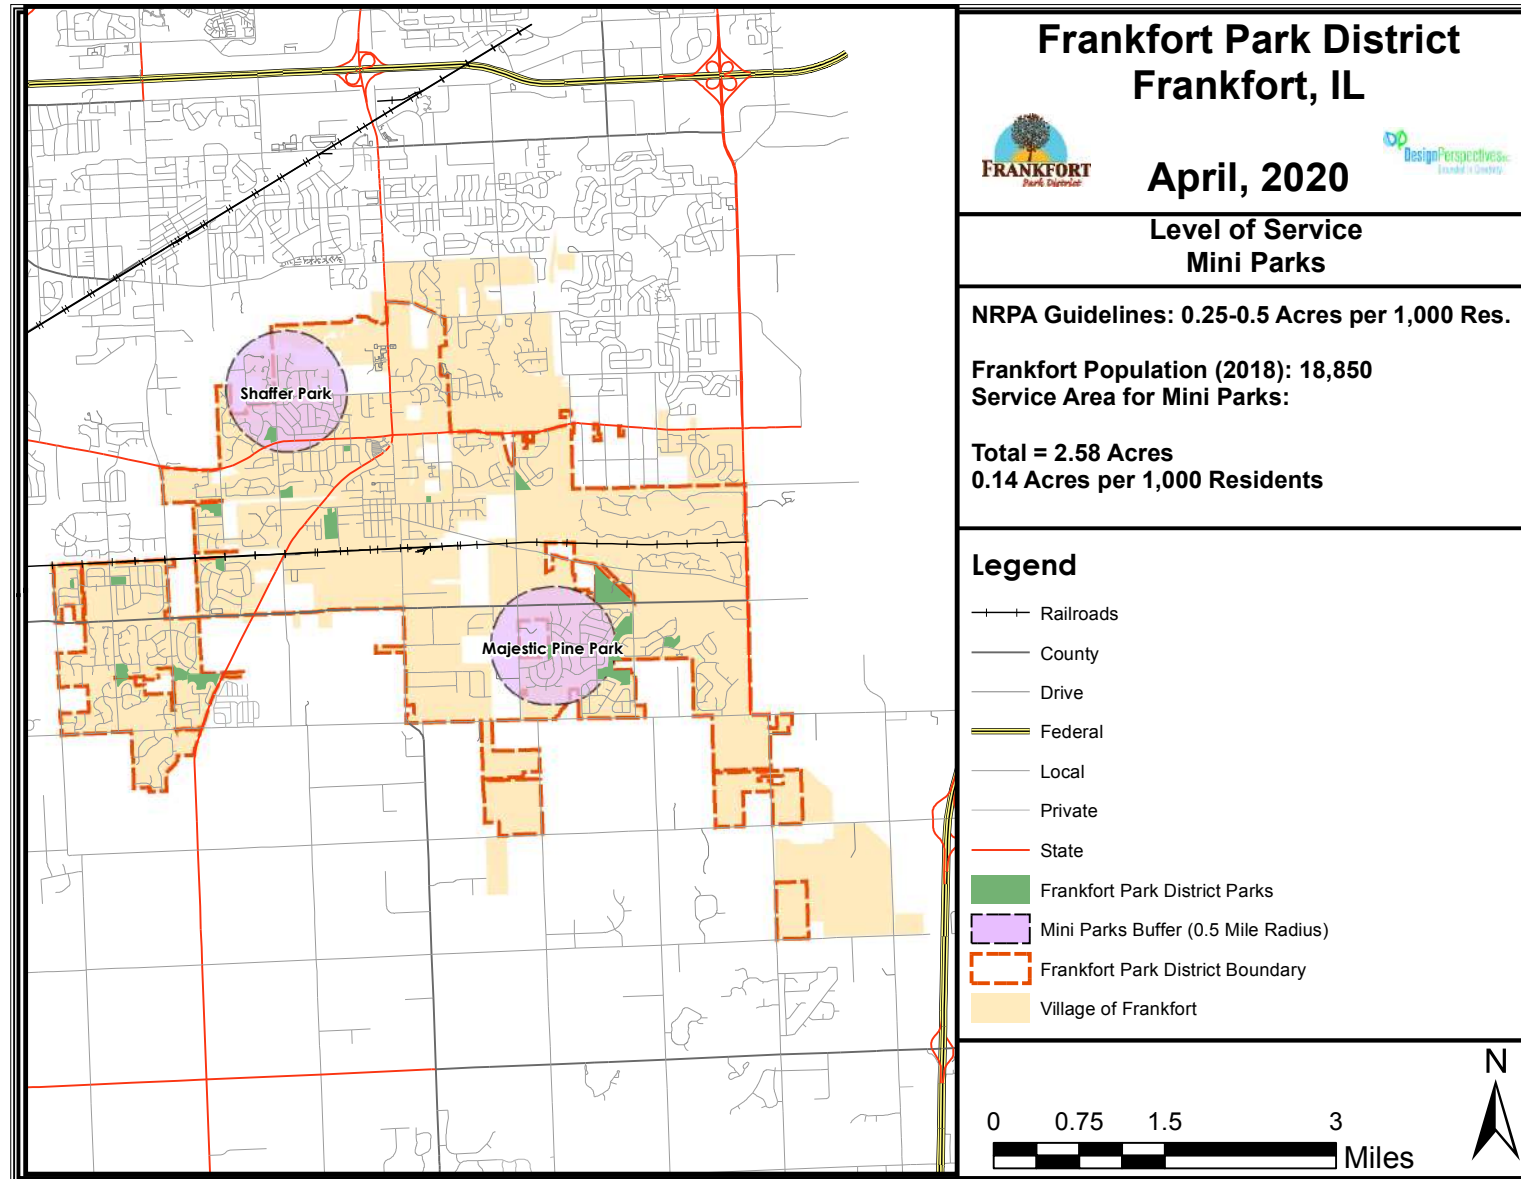 Frankfort Park District
Frankfort, IL
FRANKFORT
Park District
April, 2020
DesignPerspectives
Level of Service
Mini Parks
NRPA Guidelines: 0.25-0.5 Acres per 1,000 Res.
Frankfort Population (2018): 18,850
Service Area for Mini Parks:
Total = 2.58 Acres
0.14 Acres per 1,000 Residents
Shaffer Park
Majestic Pine Park
Legend
Railroads
County
Drive
Federal
Local
Private
State
Frankfort Park District Parks
Mini Parks Buffer (0.5 Mile Radius)
Frankfort Park District Boundary
Village of Frankfort
N
0 0.75 1.5 3
Miles